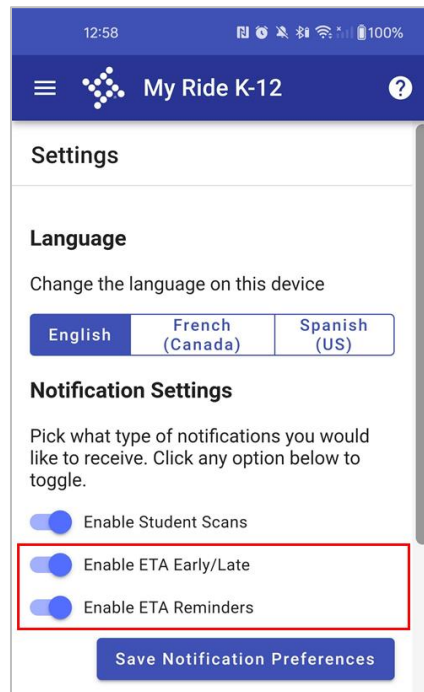 12:58 100%
My Ride K-12 ?
Settings
Language
Change the language on this device
English
French
(Canada)
Spanish
(US)
Notification Settings
Pick what type of notifications you would
like to receive. Click any option below to
toggle.
Enable Student Scans
Enable ETA Early/Late
Enable ETA Reminders
Save Notification Preferences